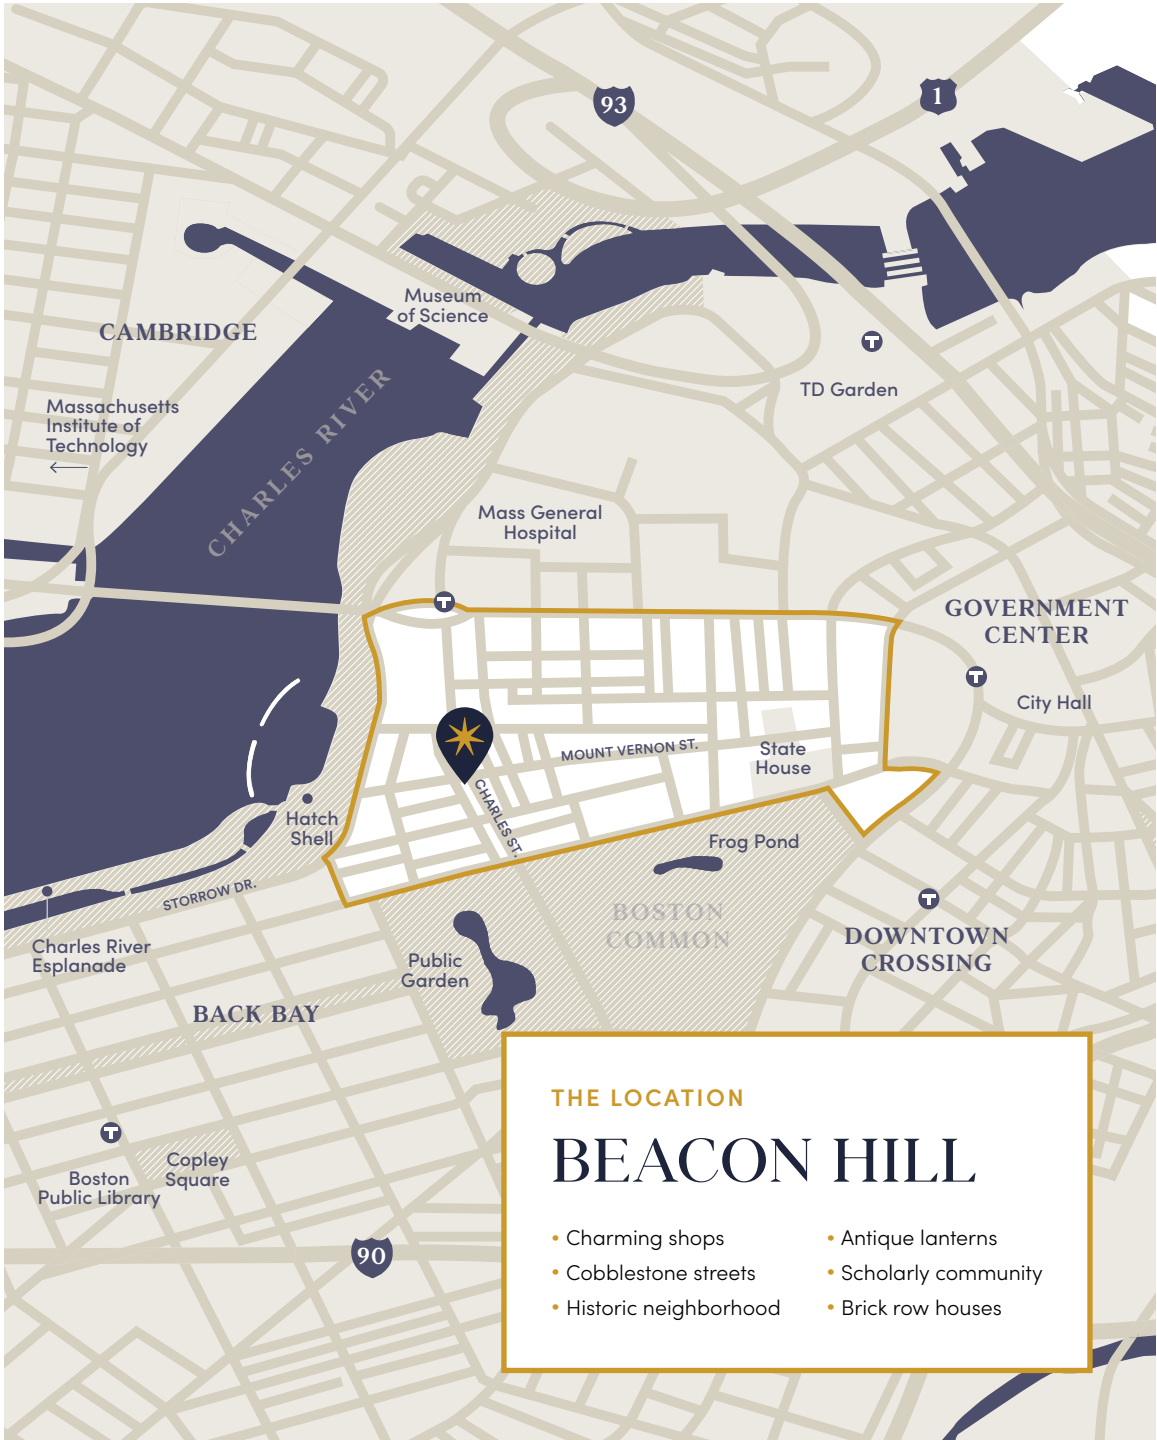 93
1
Museum
of Science
CAMBRIDGE
CHARLES RIVER
TD Garden
Massachusetts
Institute of
Technology
Mass General
Hospital
GOVERNMENT
CENTER
City Hall
MOUNT VERNON ST.
State
House
CHARLES ST.
Hatch
Shell
Frog Pond
STORROW DR.
BOSTON
COMMON
DOWNTOWN
CROSSING
Charles River
Esplanade
Public
Garden
BACK BAY
T
T
T
T
T
Copley
Square
Boston
Public Library
90
THE LOCATION
BEACON HILL
• Charming shops
• Cobblestone streets
• Historic neighborhood
• Antique lanterns
• Scholarly community
• Brick row houses